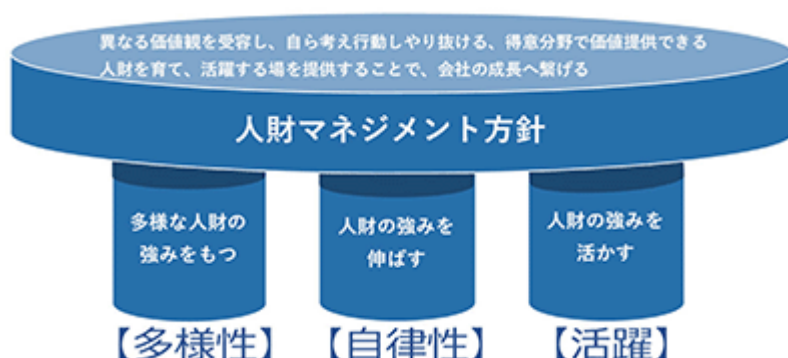 異なる価値観を受容し、自ら考え行動しやり抜ける、得意分野で価値提供できる
人財を育て、活躍する場を提供することで、会社の成長へ繋げる
人財マネジメント方針
多様な人財の
強みをもつ
人財の強みを
伸ばす
人財の強みを
活かす
【多様性】
【自律性】
【活躍】